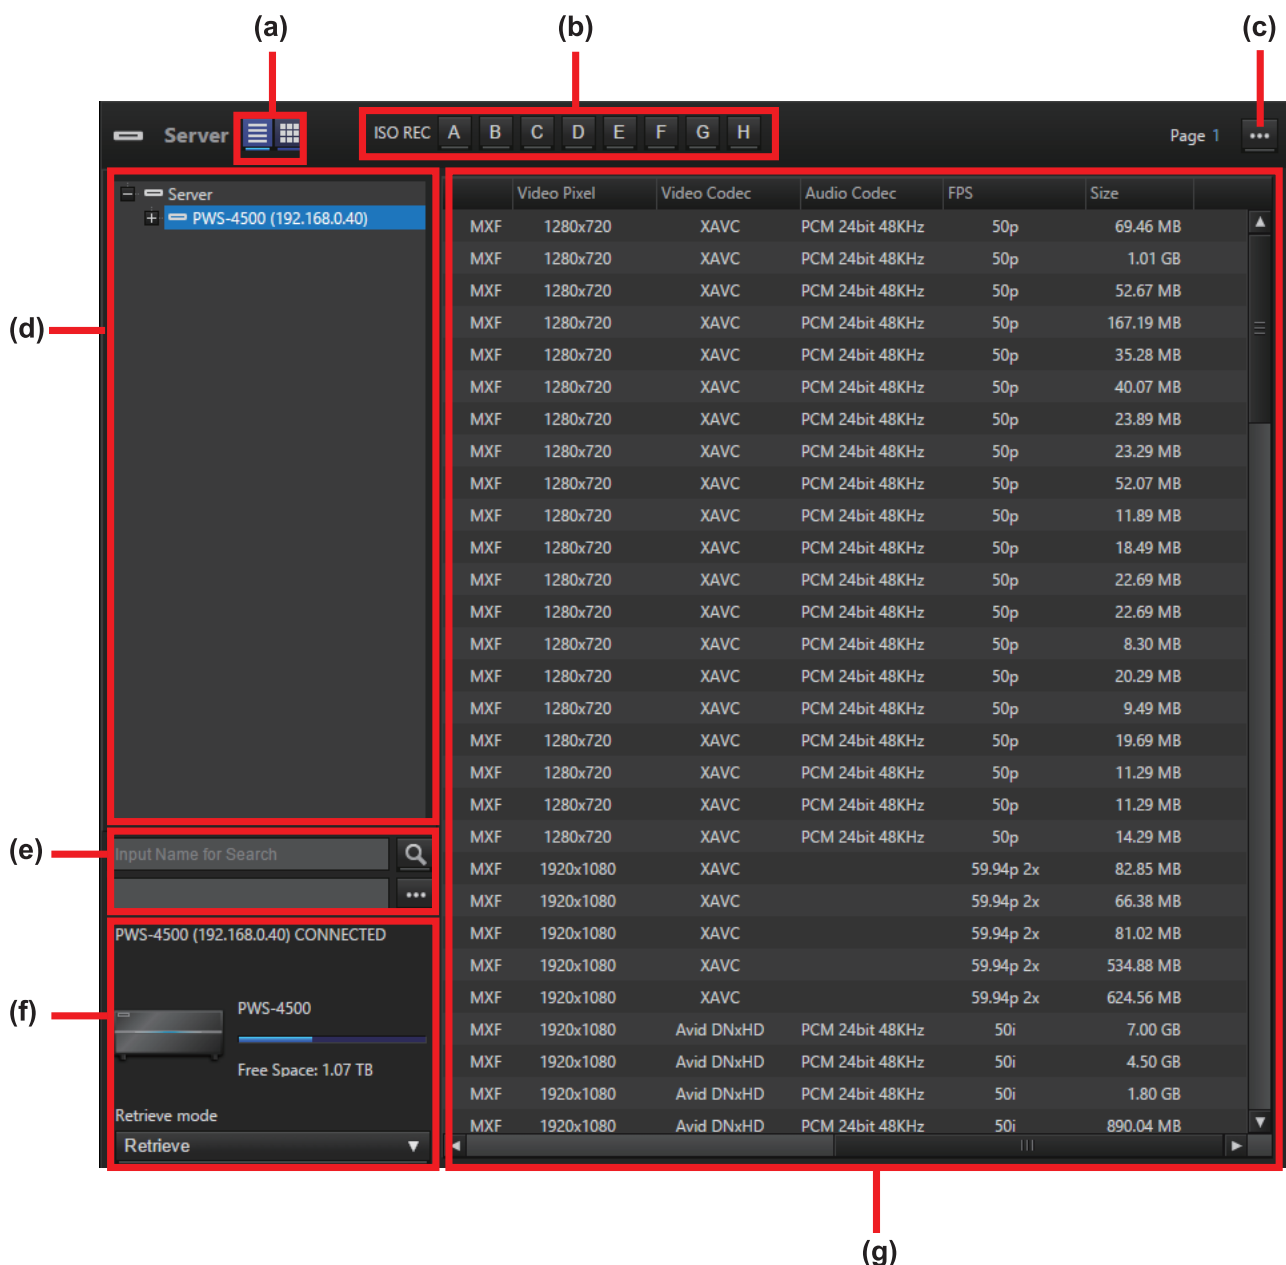 (a)
(b)
(c)
Server
ISO REC A B C D E F G H
Page 1
(d)
Server
PWS-4500 (192.168.0.40)
(e)
Input Name for Search
(f)
PWS-4500 (192.168.0.40) CONNECTED
PWS-4500
Free Space: 1.07 TB
Retrieve mode
Retrieve
Video Pixel Video Codec Audio Codec FPS Size
MXF 1280x720 XAVC PCM 24bit 48KHz 50p 69.46 MB
MXF 1280x720 XAVC PCM 24bit 48KHz 50p 1.01 GB
MXF 1280x720 XAVC PCM 24bit 48KHz 50p 52.67 MB
MXF 1280x720 XAVC PCM 24bit 48KHz 50p 167.19 MB
MXF 1280x720 XAVC PCM 24bit 48KHz 50p 35.28 MB
MXF 1280x720 XAVC PCM 24bit 48KHz 50p 40.07 MB
MXF 1280x720 XAVC PCM 24bit 48KHz 50p 23.89 MB
MXF 1280x720 XAVC PCM 24bit 48KHz 50p 23.29 MB
MXF 1280x720 XAVC PCM 24bit 48KHz 50p 52.07 MB
MXF 1280x720 XAVC PCM 24bit 48KHz 50p 11.89 MB
MXF 1280x720 XAVC PCM 24bit 48KHz 50p 18.49 MB
MXF 1280x720 XAVC PCM 24bit 48KHz 50p 22.69 MB
MXF 1280x720 XAVC PCM 24bit 48KHz 50p 22.69 MB
MXF 1280x720 XAVC PCM 24bit 48KHz 50p 8.30 MB
MXF 1280x720 XAVC PCM 24bit 48KHz 50p 20.29 MB
MXF 1280x720 XAVC PCM 24bit 48KHz 50p 9.49 MB
MXF 1280x720 XAVC PCM 24bit 48KHz 50p 19.69 MB
MXF 1280x720 XAVC PCM 24bit 48KHz 50p 11.29 MB
MXF 1280x720 XAVC PCM 24bit 48KHz 50p 11.29 MB
MXF 1280x720 XAVC PCM 24bit 48KHz 50p 14.29 MB
MXF 1920x1080 XAVC 59.94p 2x 82.85 MB
MXF 1920x1080 XAVC 59.94p 2x 66.38 MB
MXF 1920x1080 XAVC 59.94p 2x 81.02 MB
MXF 1920x1080 XAVC 59.94p 2x 534.88 MB
MXF 1920x1080 XAVC 59.94p 2x 624.56 MB
MXF 1920x1080 Avid DNxHD PCM 24bit 48KHz 50i 7.00 GB
MXF 1920x1080 Avid DNxHD PCM 24bit 48KHz 50i 4.50 GB
MXF 1920x1080 Avid DNxHD PCM 24bit 48KHz 50i 1.80 GB
MXF 1920x1080 Avid DNxHD PCM 24bit 48KHz 50i 890.04 MB
(g)